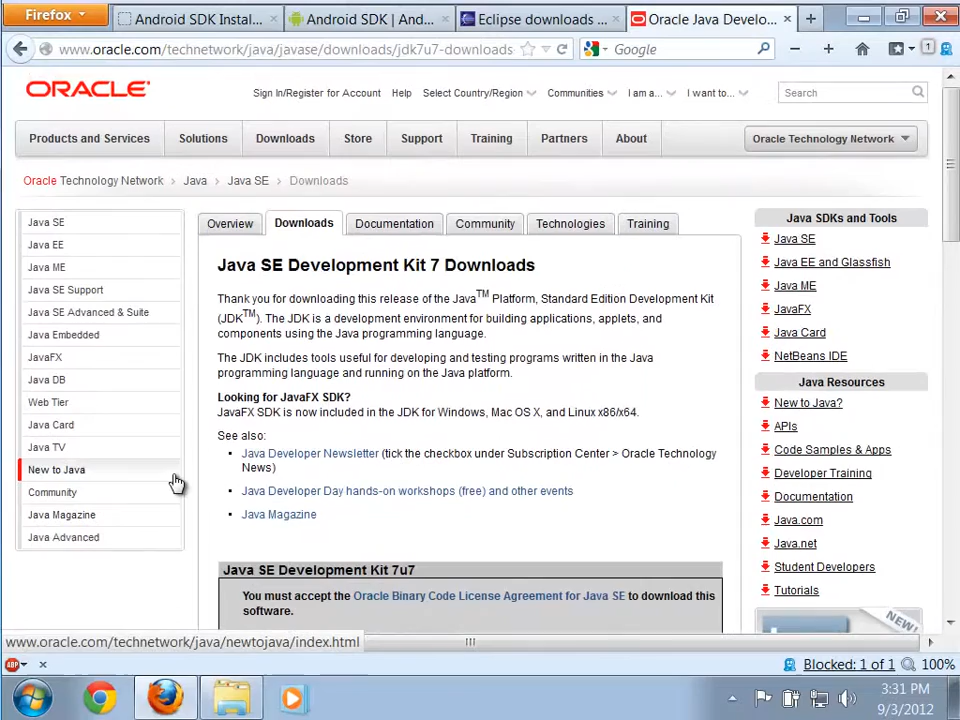 Firefox
Android SDK Instal...
Android SDK | And...
Eclipse downloads ...
Oracle Java Develo...
www.oracle.com/technetwork/java/javase/downloads/jdk7u7-downloads
Google
1
ORACLE
Sign In/Register for Account Help Select Country/Region Communities I am a... I want to... Search
Products and Services Solutions Downloads Store Support Training Partners About Oracle Technology Network
Oracle Technology Network > Java > Java SE > Downloads
Java SE
Java EE
Java ME
Java SE Support
Java SE Advanced & Suite
Java Embedded
JavaFX
Java DB
Web Tier
Java Card
Java TV
New to Java
Community
Java Magazine
Java Advanced
Overview Downloads Documentation Community Technologies Training
Java SE Development Kit 7 Downloads
Thank you for downloading this release of the Java™ Platform, Standard Edition Development Kit
(JDK™). The JDK is a development environment for building applications, applets, and
components using the Java programming language.
The JDK includes tools useful for developing and testing programs written in the Java
programming language and running on the Java platform.
Looking for JavaFX SDK?
JavaFX SDK is now included in the JDK for Windows, Mac OS X, and Linux x86/x64.
See also:
Java Developer Newsletter (tick the checkbox under Subscription Center > Oracle Technology
News)
Java Developer Day hands-on workshops (free) and other events
Java Magazine
Java SE Development Kit 7u7
You must accept the Oracle Binary Code License Agreement for Java SE to download this
software.
Java SDKs and Tools
Java SE
Java EE and Glassfish
Java ME
JavaFX
Java Card
NetBeans IDE
Java Resources
New to Java?
APIs
Code Samples & Apps
Developer Training
Documentation
Java.com
Java.net
Student Developers
Tutorials
NEW!
www.oracle.com/technetwork/java/newtojava/index.html
ABP
Blocked: 1 of 1
100%
3:31 PM
9/3/2012